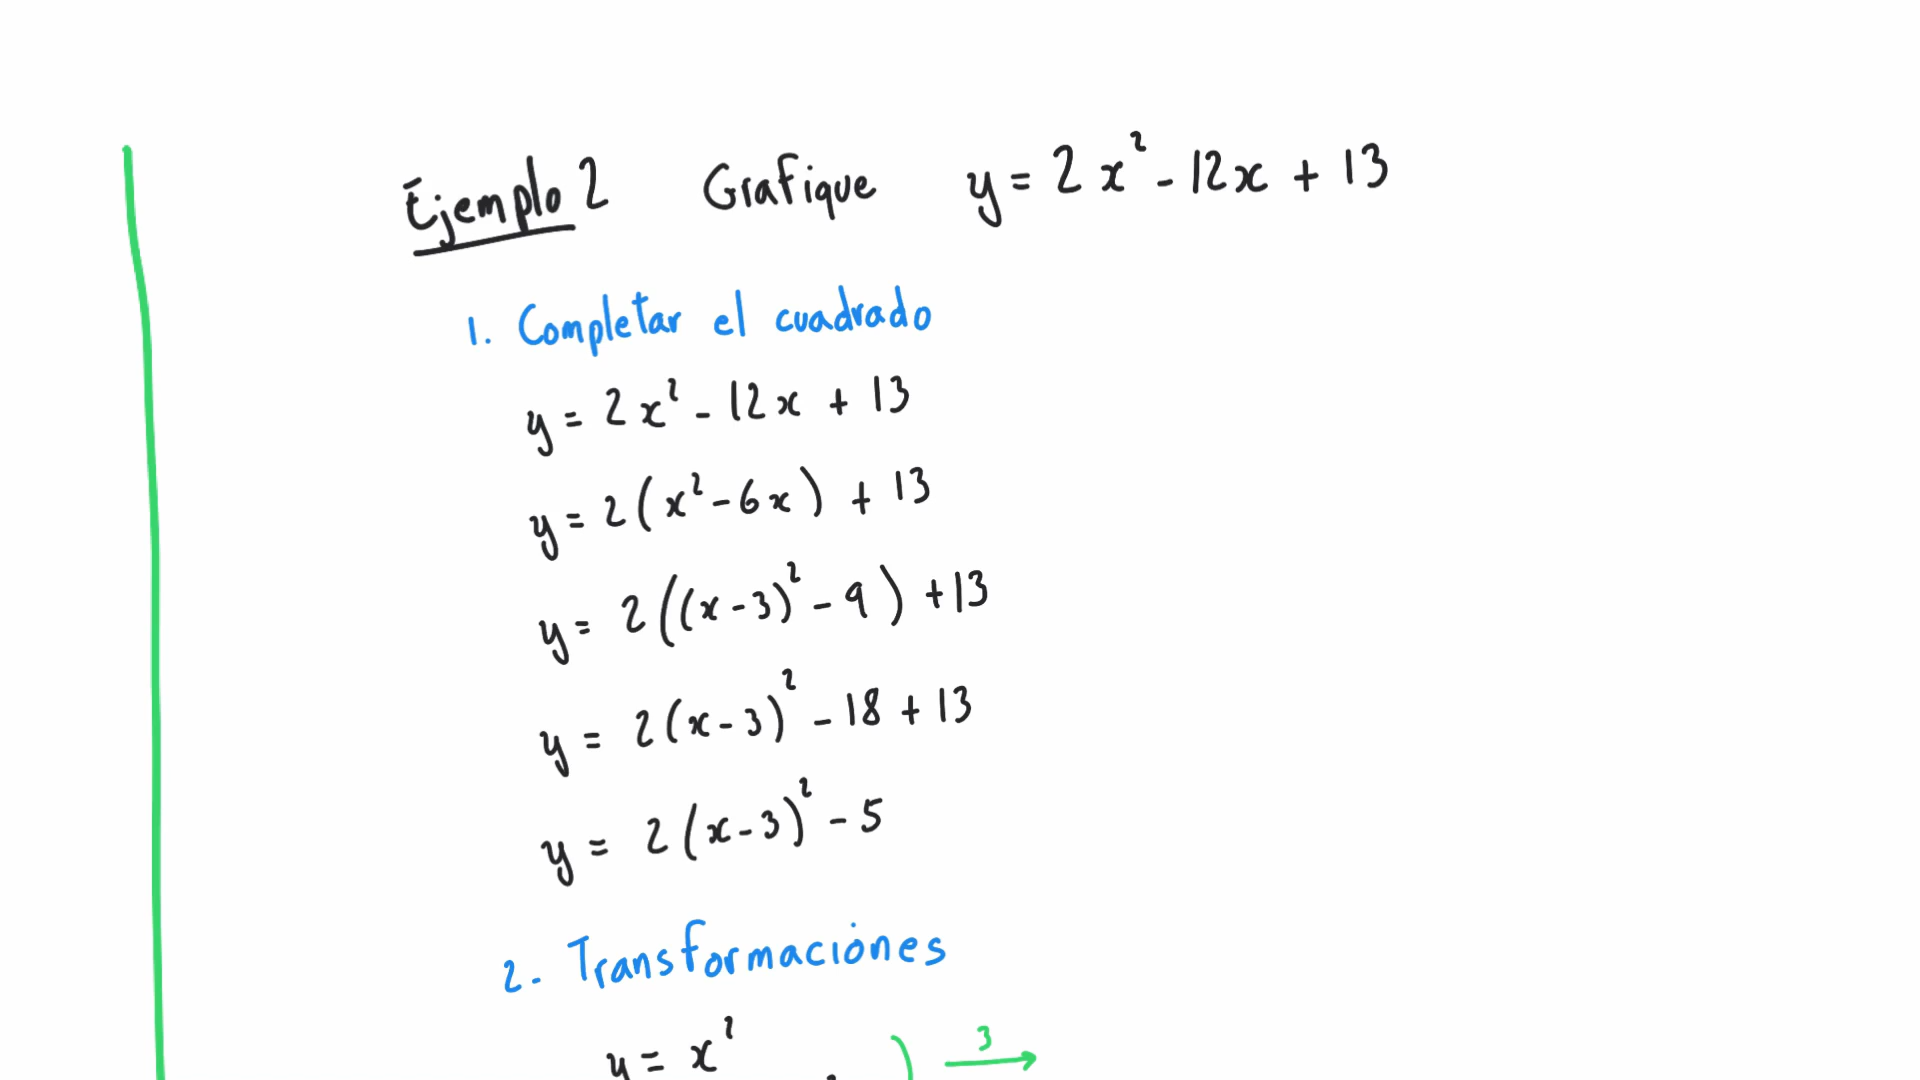 Ejemplo 2 Grafique y = 2x² - 12x + 13
1. Completar el cuadrado
y = 2x² - 12x + 13
y = 2(x² - 6x) + 13
y = 2((x - 3)² - 9) + 13
y = 2(x - 3)² - 18 + 13
y = 2(x - 3)² - 5
2. Transformaciones
y = x²
3